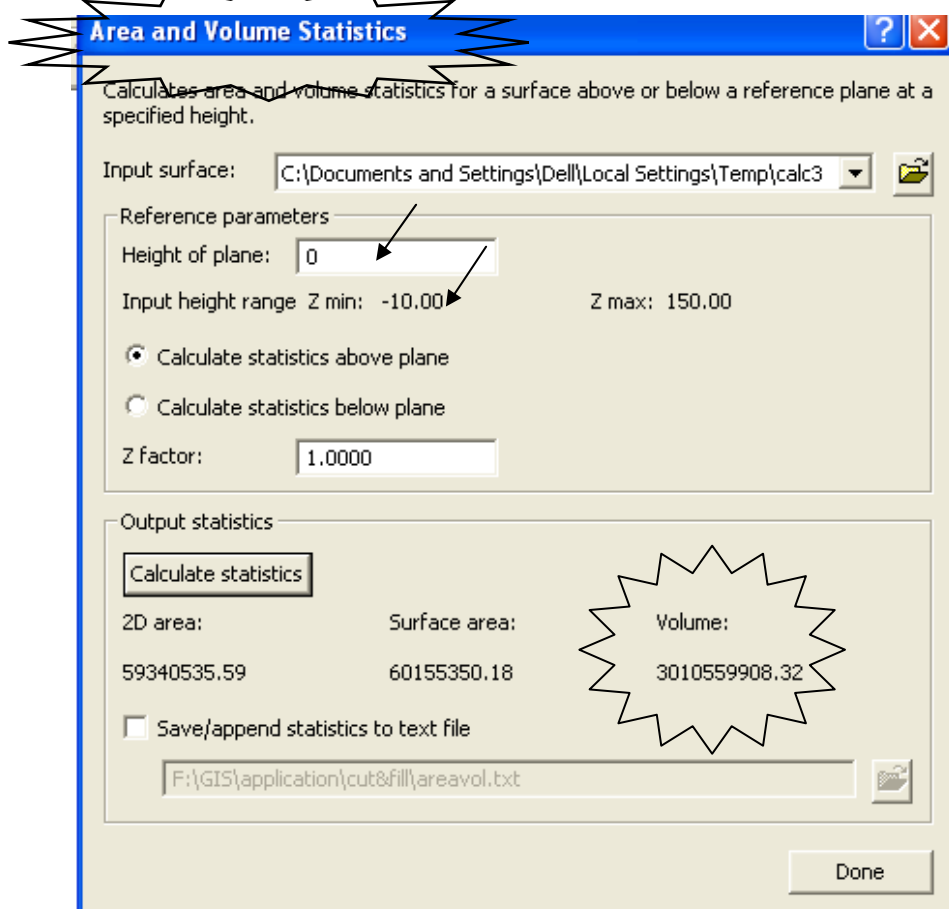 Area and Volume Statistics
Calculates area and volume statistics for a surface above or below a reference plane at a
specified height.
Input surface: C:\Documents and Settings\Dell\Local Settings\Temp\calc3
Reference parameters
Height of plane: 0
Input height range Z min: -10.00 Z max: 150.00
Calculate statistics above plane
Calculate statistics below plane
Z factor: 1.0000
Output statistics
Calculate statistics
2D area: Surface area: Volume:
59340535.59 60155350.18 3010559908.32
Save/append statistics to text file
F:\GIS\application\cut&fill\areavol.txt
Done